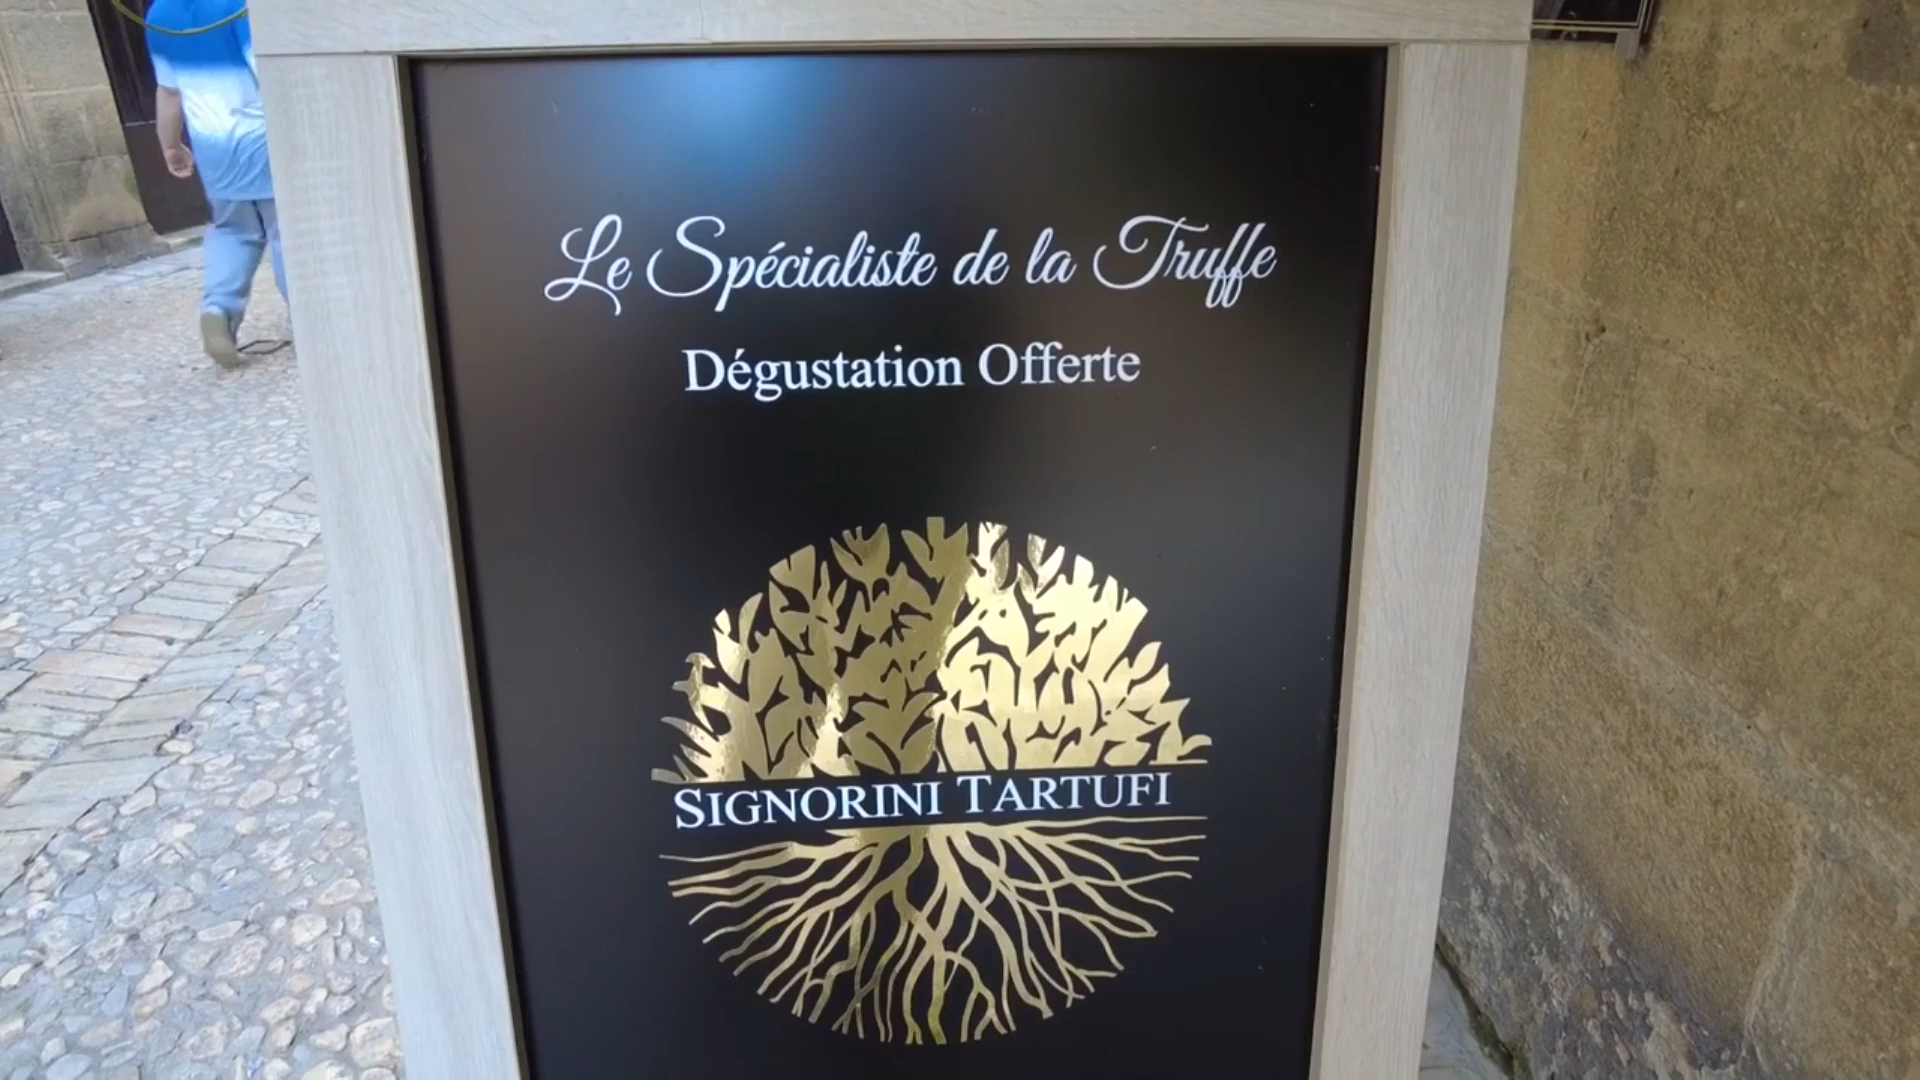 Le Spécialiste de la Truffe
Dégustation Offerte
SIGNORINI TARTUFI